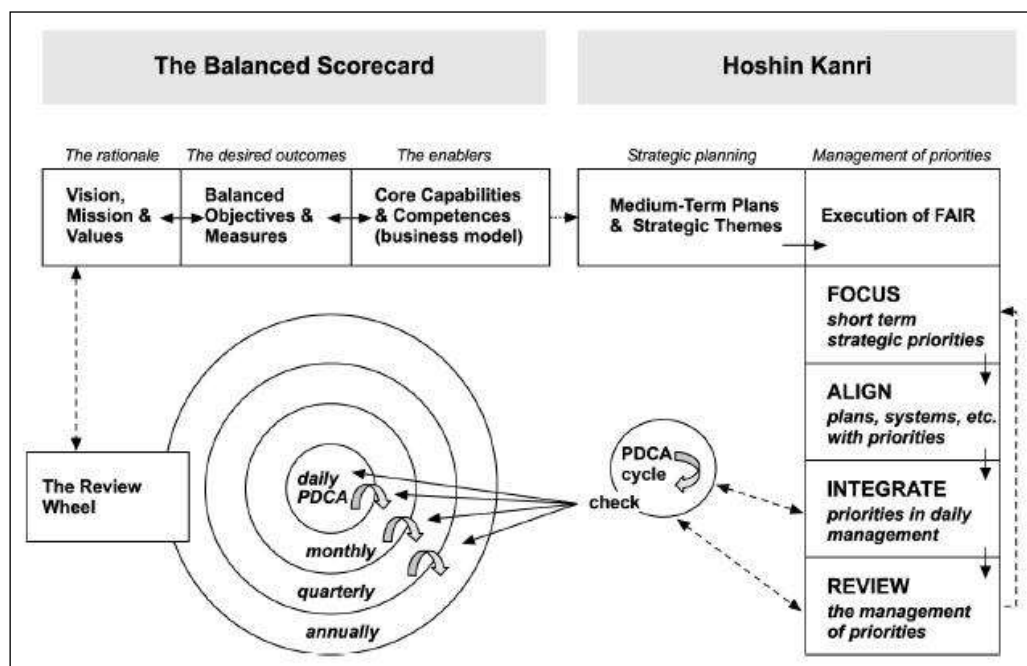 The Balanced Scorecard
Hoshin Kanri
The rationale
The desired outcomes
The enablers
Strategic planning
Management of priorities
Vision,
Mission &
Values
Balanced
Objectives &
Measures
Core Capabilities
& Competences
(business model)
Medium-Term Plans
& Strategic Themes
Execution of FAIR
FOCUS
short term
strategic priorities
ALIGN
plans, systems, etc.
with priorities
INTEGRATE
priorities in daily
management
REVIEW
the management
of priorities
The Review
Wheel
daily
PDCA
monthly
quarterly
annually
PDCA
cycle
check